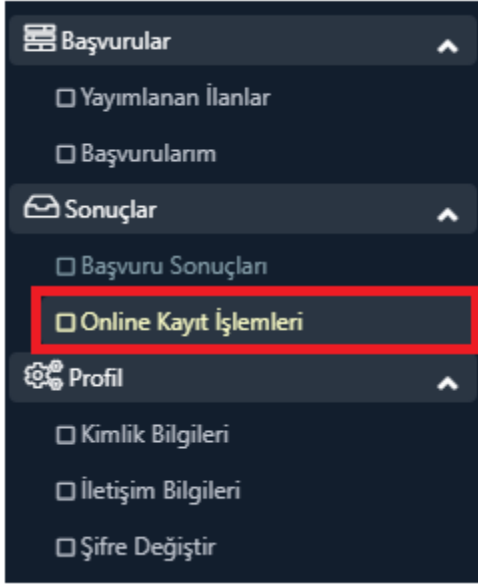 Başvurular
Yayımlanan İlanlar
Başvurularım
Sonuçlar
Başvuru Sonuçları
Online Kayıt İşlemleri
Profil
Kimlik Bilgileri
İletişim Bilgileri
Şifre Değiştir